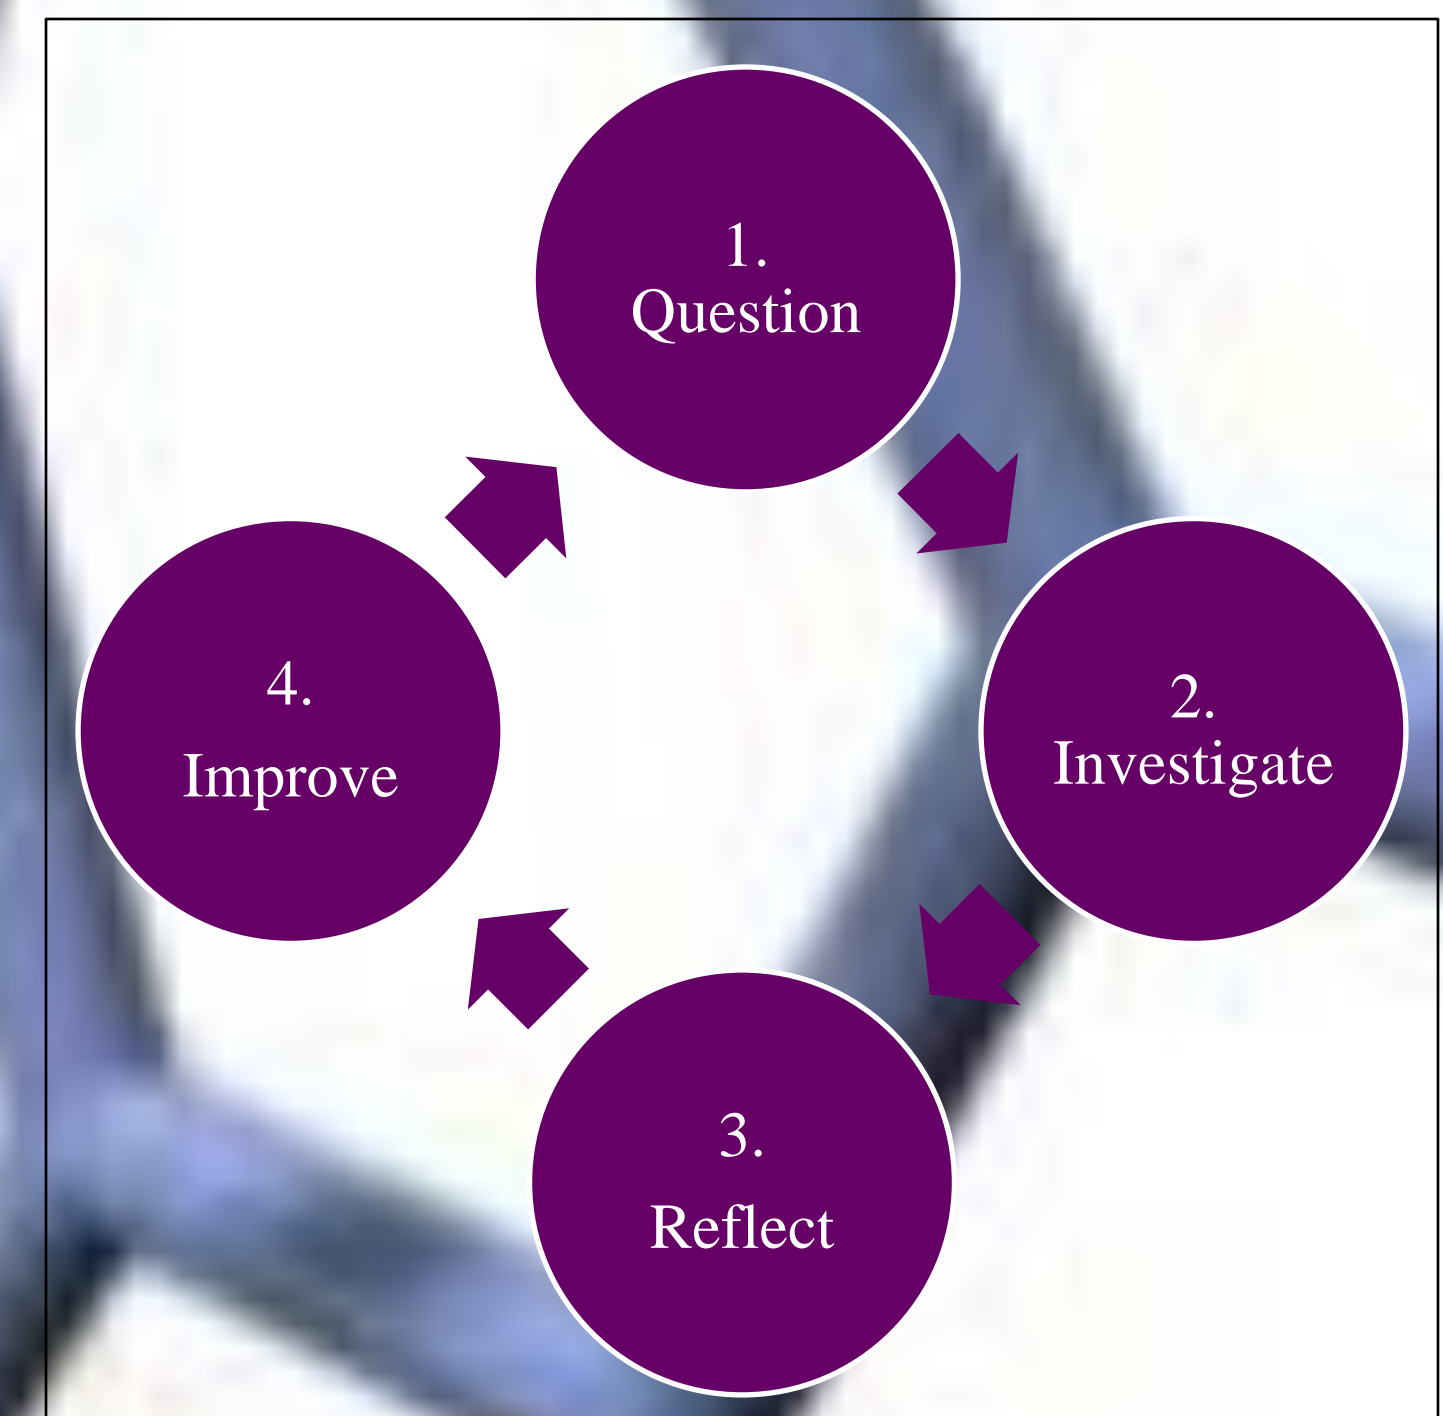 1.
Question
2.
Investigate
3.
Reflect
4.
Improve